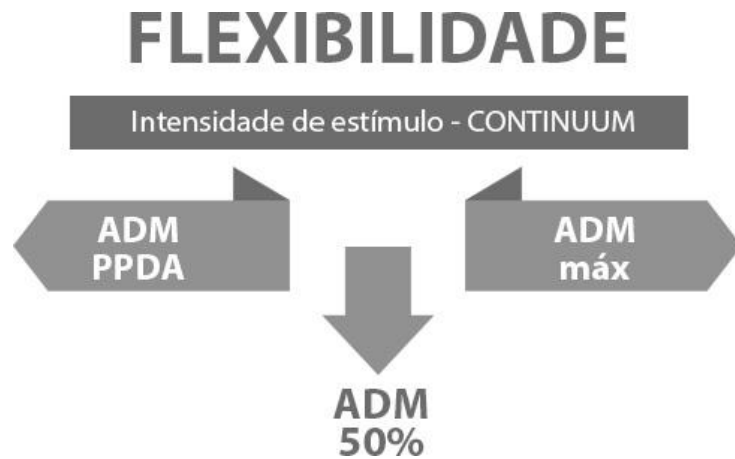 FLEXIBILIDADE
Intensidade de estímulo - CONTINUUM
ADM
PPDA
ADM
máx
ADM
50%